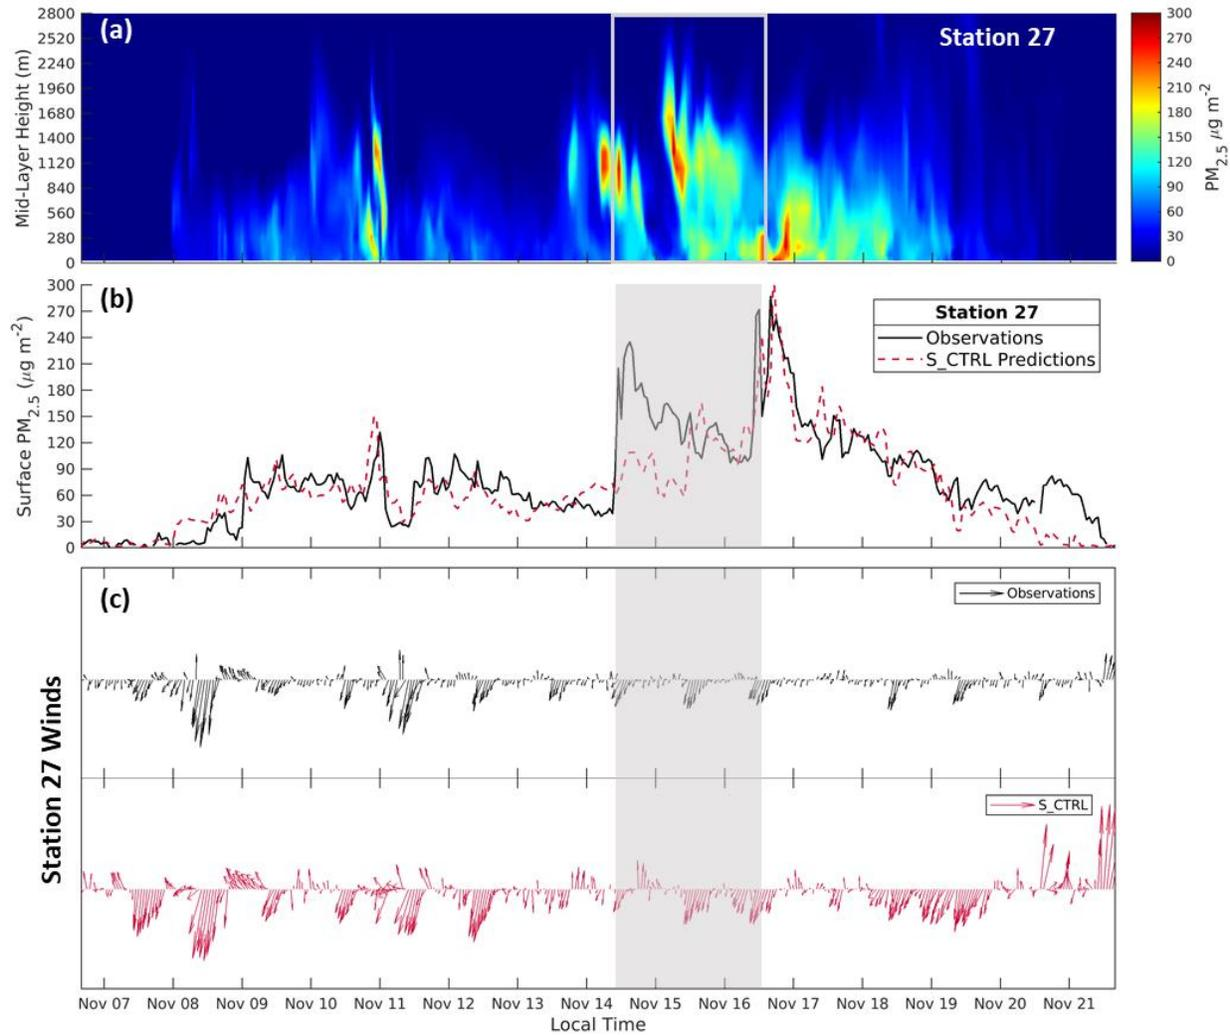 (a)
Station 27
Mid-Layer Height (m)
2800
2520
2240
1960
1680
1400
1120
840
560
280
0
300
270
240
210
180
150
120
90
60
30
0
PM2.5 μg m-2
(b)
Surface PM2.5 (μg m-2)
300
270
240
210
180
150
120
90
60
30
0
Station 27
Observations
S_CTRL Predictions
(c)
Station 27 Winds
Observations
S_CTRL
Nov 07 Nov 08 Nov 09 Nov 10 Nov 11 Nov 12 Nov 13 Nov 14 Nov 15 Nov 16 Nov 17 Nov 18 Nov 19 Nov 20 Nov 21
Local Time